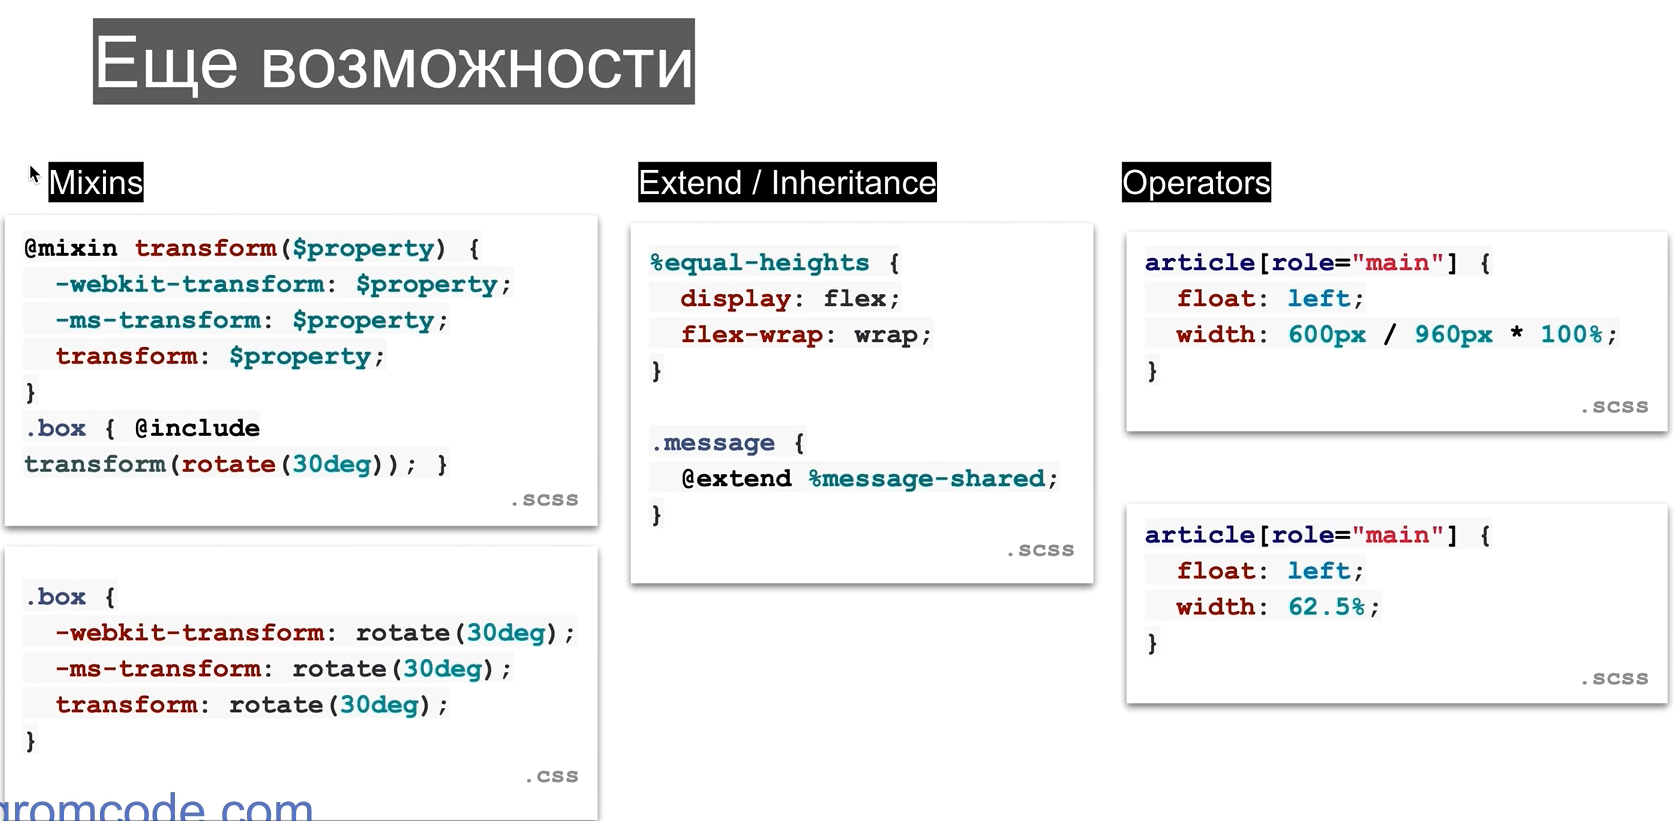 Еще возможности
Mixins
@mixin transform($property) {
-webkit-transform: $property;
-ms-transform: $property;
transform: $property;
}
.box { @include
transform(rotate(30deg)); }
.scss
.box {
-webkit-transform: rotate(30deg);
-ms-transform: rotate(30deg);
transform: rotate(30deg);
}
.css
gromcode.com
Extend / Inheritance
%equal-heights {
display: flex;
flex-wrap: wrap;
}
.message {
@extend %message-shared;
}
.scss
Operators
article[role="main"] {
float: left;
width: 600px / 960px * 100%;
}
.scss
article[role="main"] {
float: left;
width: 62.5%;
}
.scss